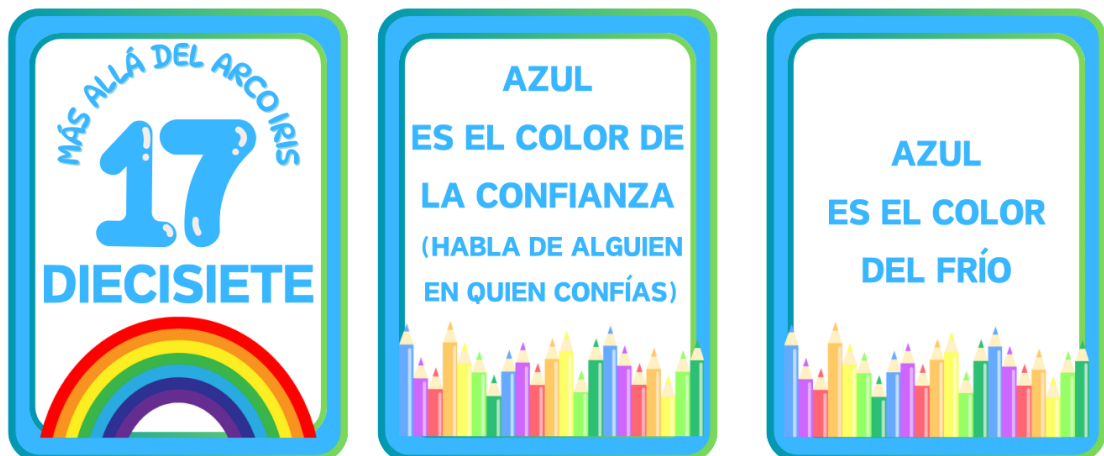 MÁS ALLÁ DEL ARCO IRIS
17
DIECISIETE
AZUL
ES EL COLOR DE
LA CONFIANZA
(HABLA DE ALGUIEN
EN QUIEN CONFÍAS)
AZUL
ES EL COLOR
DEL FRÍO